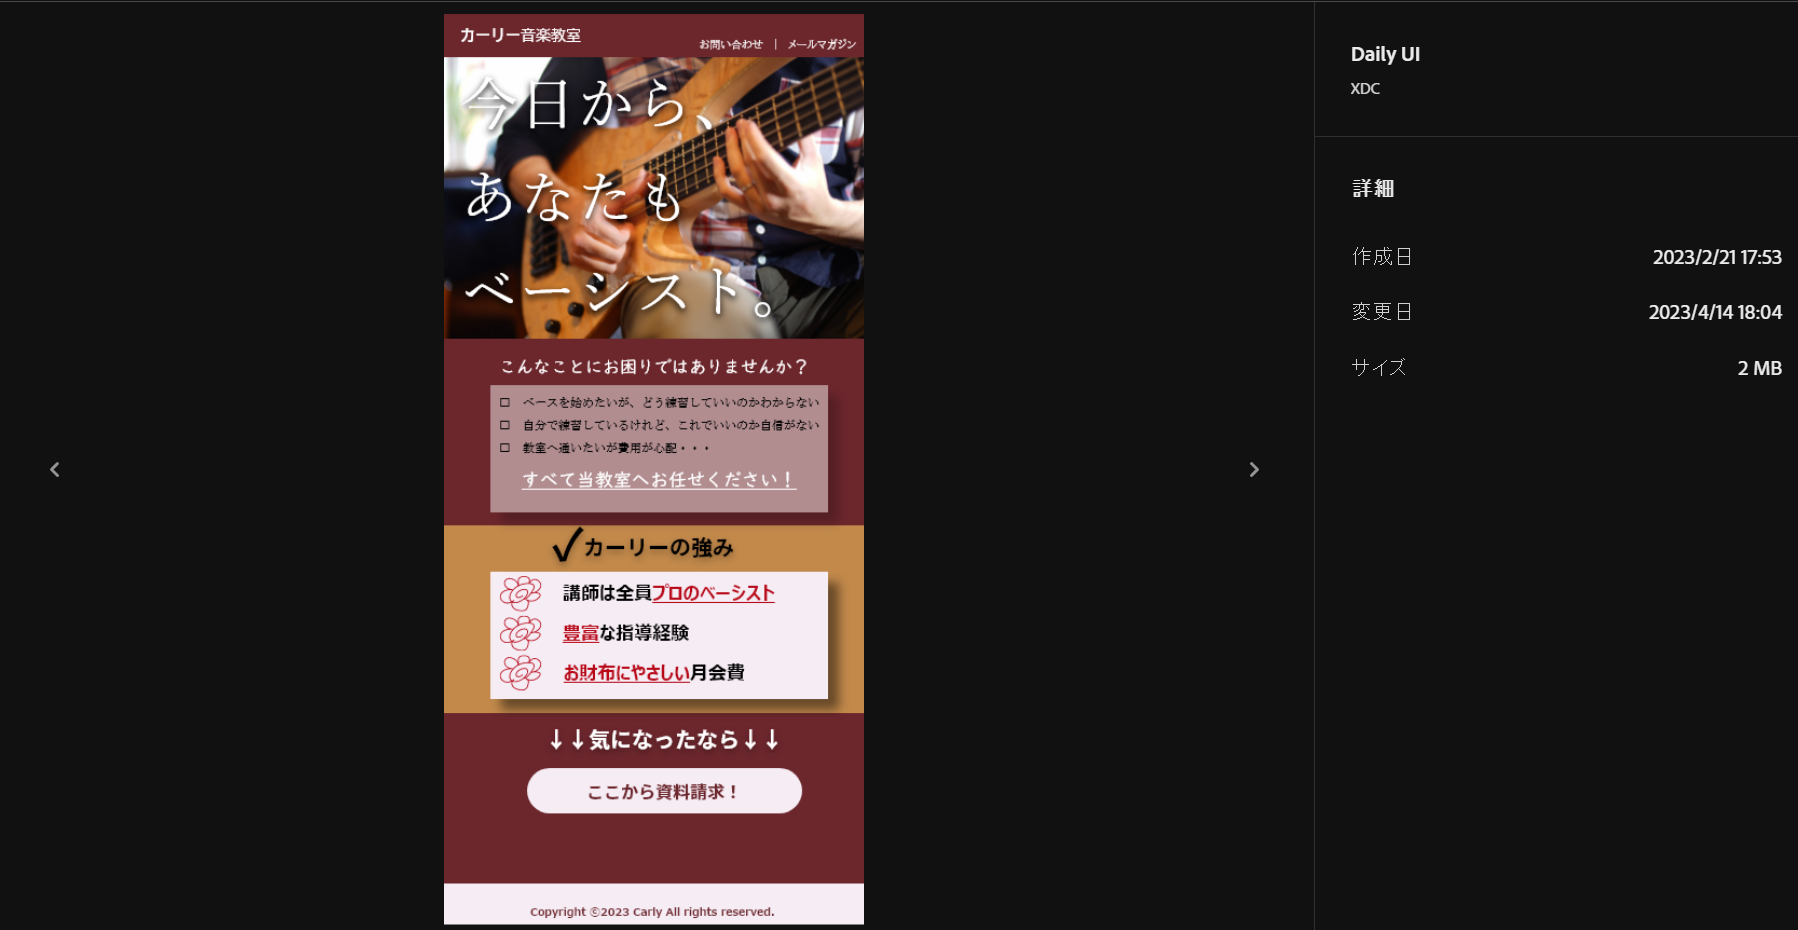 カーリー音楽教室
お問い合わせ | メールマガジン
今日から、
あなたも
ベーシスト。
こんなことにお困りではありませんか？
□ ベースを始めたいが、どう練習していいのかわからない
□ 自分で練習しているけれど、これでいいのか自信がない
□ 教室へ通いたいが費用が心配・・・
すべて当教室へお任せください！
✓カーリーの強み
講師は全員プロのベーシスト
豊富な指導経験
お財布にやさしい月会費
↓↓気になったなら↓↓
ここから資料請求！
Copyright ©2023 Carly All rights reserved.
Daily UI
XDC
詳細
作成日 2023/2/21 17:53
変更日 2023/4/14 18:04
サイズ 2 MB